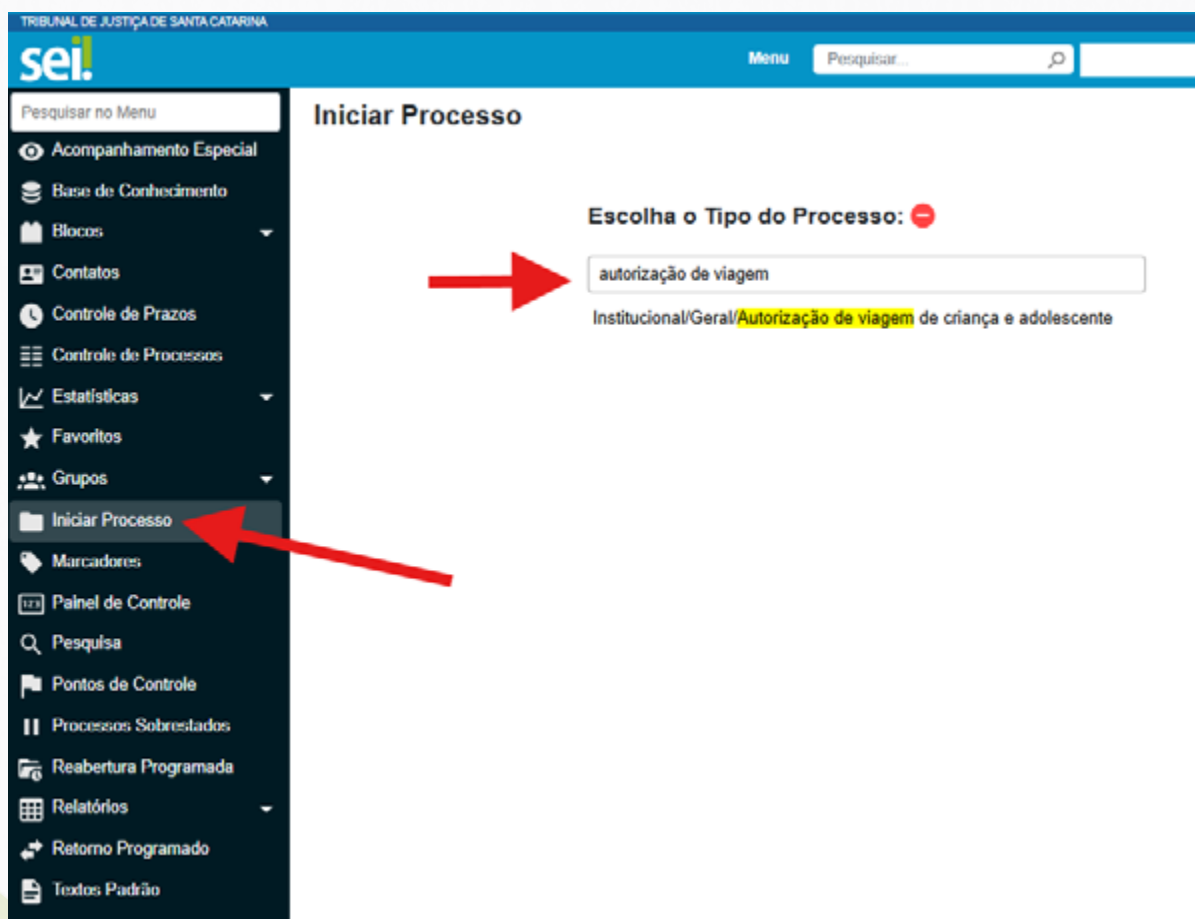 TRIBUNAL DE JUSTIÇA DE SANTA CATARINA
sei!
Menu
Pesquisar...
Pesquisar no Menu
Acompanhamento Especial
Base de Conhecimento
Blocos
Contatos
Controle de Prazos
Controle de Processos
Estatísticas
Favoritos
Grupos
Iniciar Processo
Marcadores
123
Painel de Controle
Pesquisa
Pontos de Controle
Processos Sobrestados
Reabertura Programada
Relatórios
Retorno Programado
Textos Padrão
Iniciar Processo
Escolha o Tipo do Processo:
autorização de viagem
Institucional/Geral/Autorização de viagem de criança e adolescente